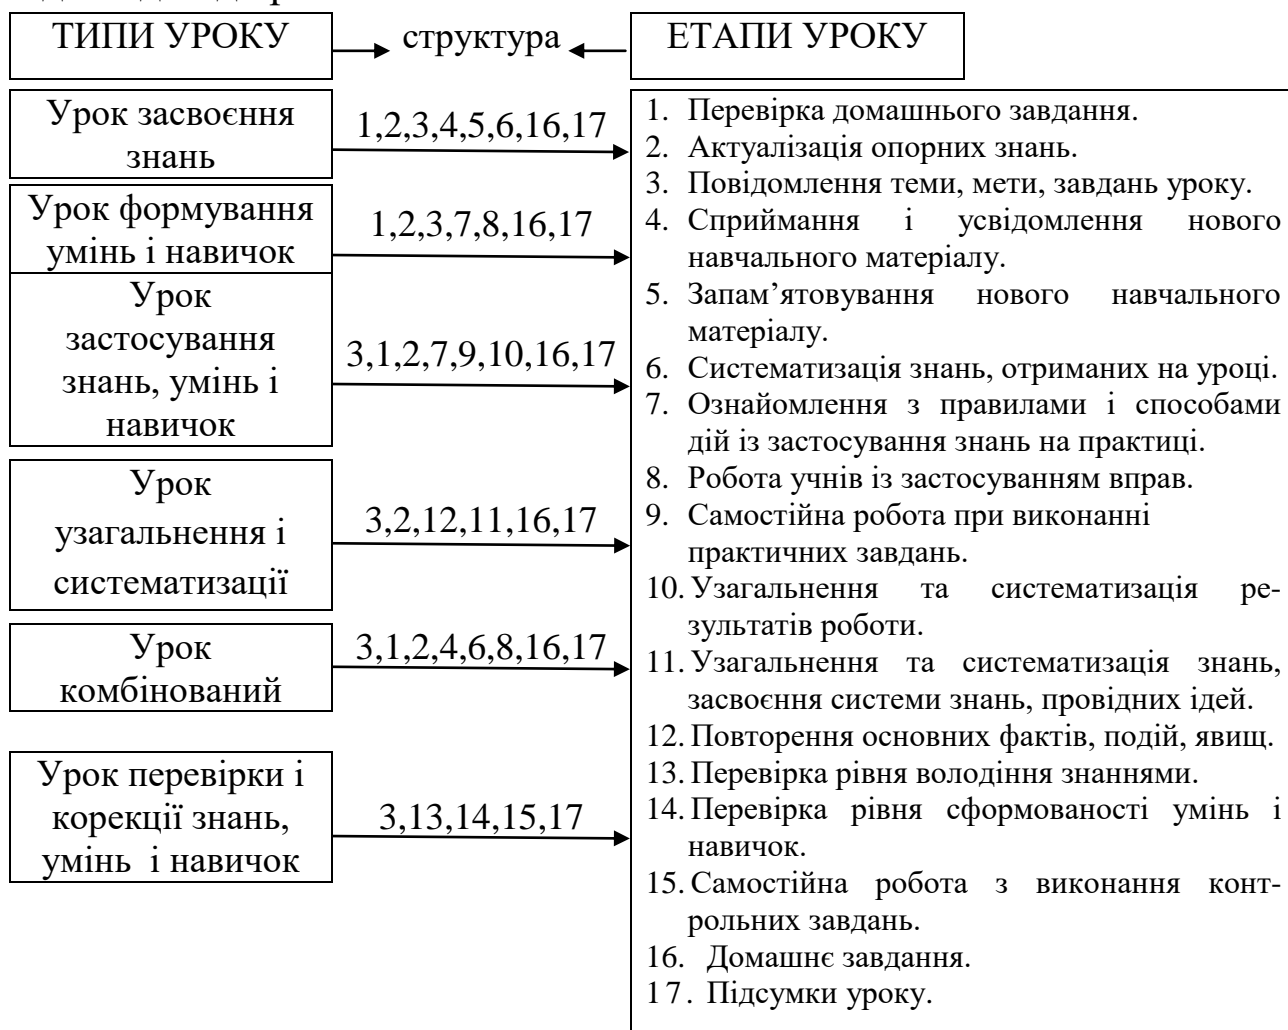 ТИПИ УРОКУ
структура
ЕТАПИ УРОКУ
Урок засвоєння
знань
1,2,3,4,5,6,16,17
Урок формування
умінь і навичок
1,2,3,7,8,16,17
Урок
застосування
знань, умінь і
навичок
3,1,2,7,9,10,16,17
Урок
узагальнення і
систематизації
3,2,12,11,16,17
Урок
комбінований
3,1,2,4,6,8,16,17
Урок перевірки і
корекції знань,
умінь і навичок
3,13,14,15,17
1. Перевірка домашнього завдання.
2. Актуалізація опорних знань.
3. Повідомлення теми, мети, завдань уроку.
4. Сприймання і усвідомлення нового
навчального матеріалу.
5. Запам’ятовування нового навчального
матеріалу.
6. Систематизація знань, отриманих на уроці.
7. Ознайомлення з правилами і способами
дій із застосування знань на практиці.
8. Робота учнів із застосуванням вправ.
9. Самостійна робота при виконанні
практичних завдань.
10. Узагальнення та систематизація ре-
зультатів роботи.
11. Узагальнення та систематизація знань,
засвоєння системи знань, провідних ідей.
12. Повторення основних фактів, подій, явищ.
13. Перевірка рівня володіння знаннями.
14. Перевірка рівня сформованості умінь і
навичок.
15. Самостійна робота з виконання конт-
рольних завдань.
16. Домашнє завдання.
17. Підсумки уроку.